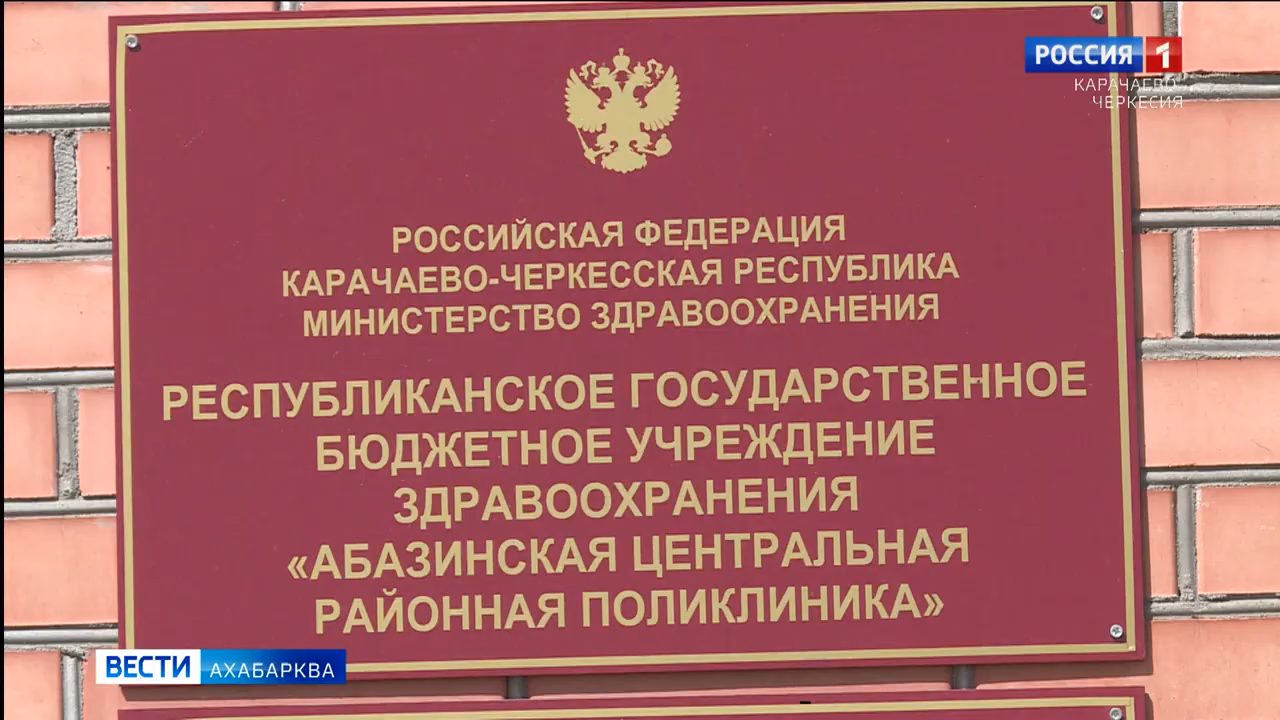 РОССИЯ 1
КАРАЧАЕВО-
ЧЕРКЕСИЯ
РОССИЙСКАЯ ФЕДЕРАЦИЯ
КАРАЧАЕВО-ЧЕРКЕССКАЯ РЕСПУБЛИКА
МИНИСТЕРСТВО ЗДРАВООХРАНЕНИЯ
РЕСПУБЛИКАНСКОЕ ГОСУДАРСТВЕННОЕ
БЮДЖЕТНОЕ УЧРЕЖДЕНИЕ
ЗДРАВООХРАНЕНИЯ
«АБАЗИНСКАЯ ЦЕНТРАЛЬНАЯ
РАЙОННАЯ ПОЛИКЛИНИКА»
ВЕСТИ АХАБАРКВА